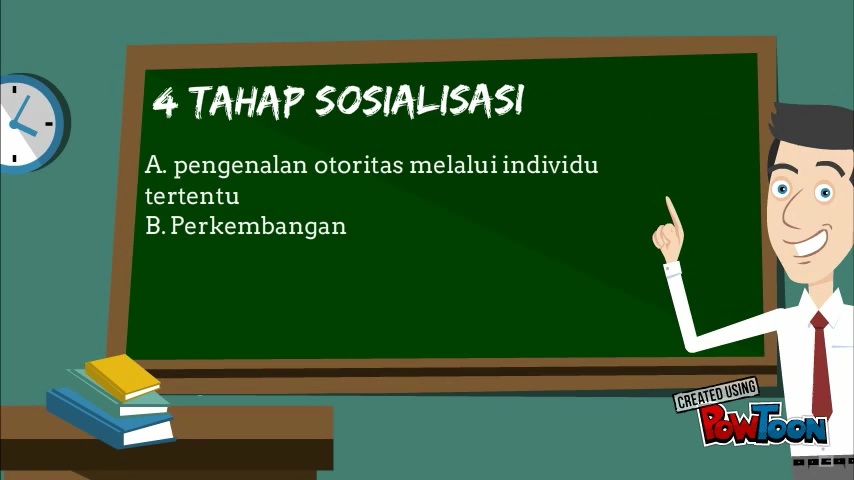 4 TAHAP SOSIALISASI
A. pengenalan otoritas melalui individu
tertentu
B. Perkembangan
CREATED USING
POWTOON